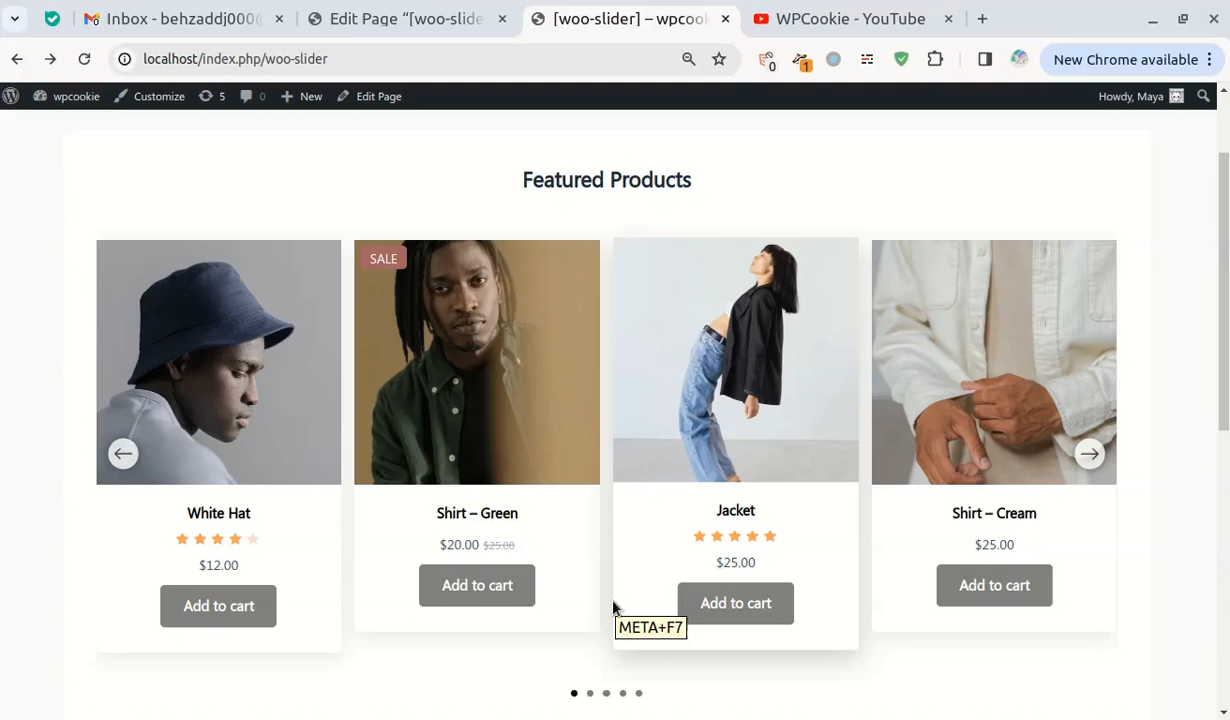 Inbox - behzaddj000@
Edit Page “[woo-slide
[woo-slider] – wpcook
WPCookie - YouTube
localhost/index.php/woo-slider
0
1
New Chrome available
wpcookie
Customize
5
0
New
Edit Page
Howdy, Maya
Featured Products
SALE
White Hat
$12.00
Add to cart
Shirt – Green
$20.00 $25.00
Add to cart
Jacket
$25.00
Add to cart
Shirt – Cream
$25.00
Add to cart
META+F7